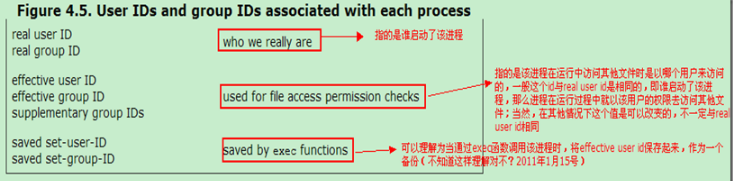 Figure 4.5. User IDs and group IDs associated with each process
real user ID
real group ID
who we really are
指的是谁启动了该进程
effective user ID
effective group ID
supplementary group IDs
used for file access permission checks
指的是该进程在运行中访问其他文件时是以哪个用户来访问
的，一般这个id与real user id是相同的，即谁启动了该进
程，那么进程在运行过程中就以该用户的权限去访问其他文
件；当然，在其他情况下这个值是可以改变的，不一定与real
user id相同
saved set-user-ID
saved set-group-ID
saved by exec functions
可以理解为当通过exec函数调用该进程时，将effective user id保存起来，作为一个
备份（不知道这样理解对不？2011年1月15号）